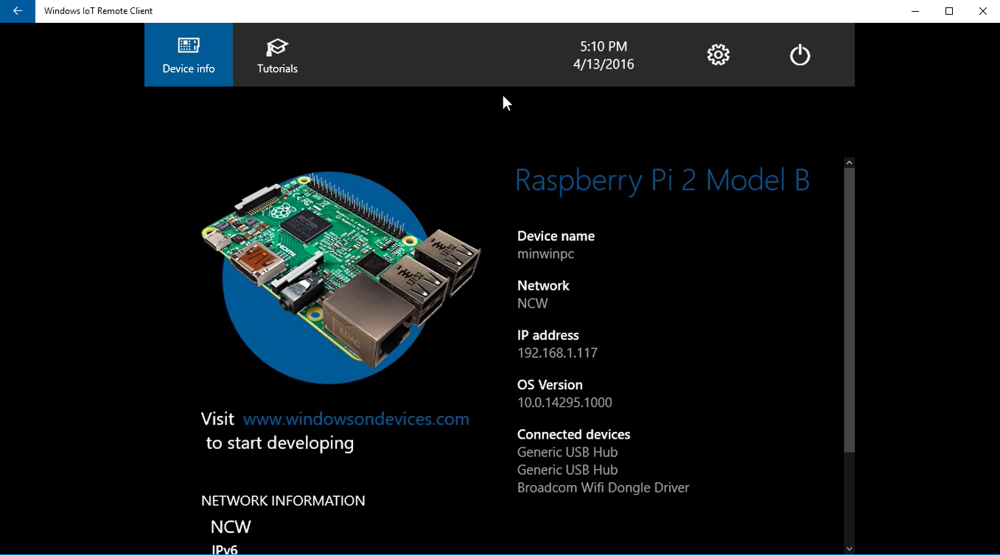 Windows IoT Remote Client
Device info
Tutorials
5:10 PM
4/13/2016
Raspberry Pi 2 Model B
HDMI
EDAC
Device name
minwinpc
Network
NCW
IP address
192.168.1.117
OS Version
10.0.14295.1000
Connected devices
Generic USB Hub
Generic USB Hub
Broadcom Wifi Dongle Driver
Visit www.windowsondevices.com
to start developing
NETWORK INFORMATION
NCW
IPv6